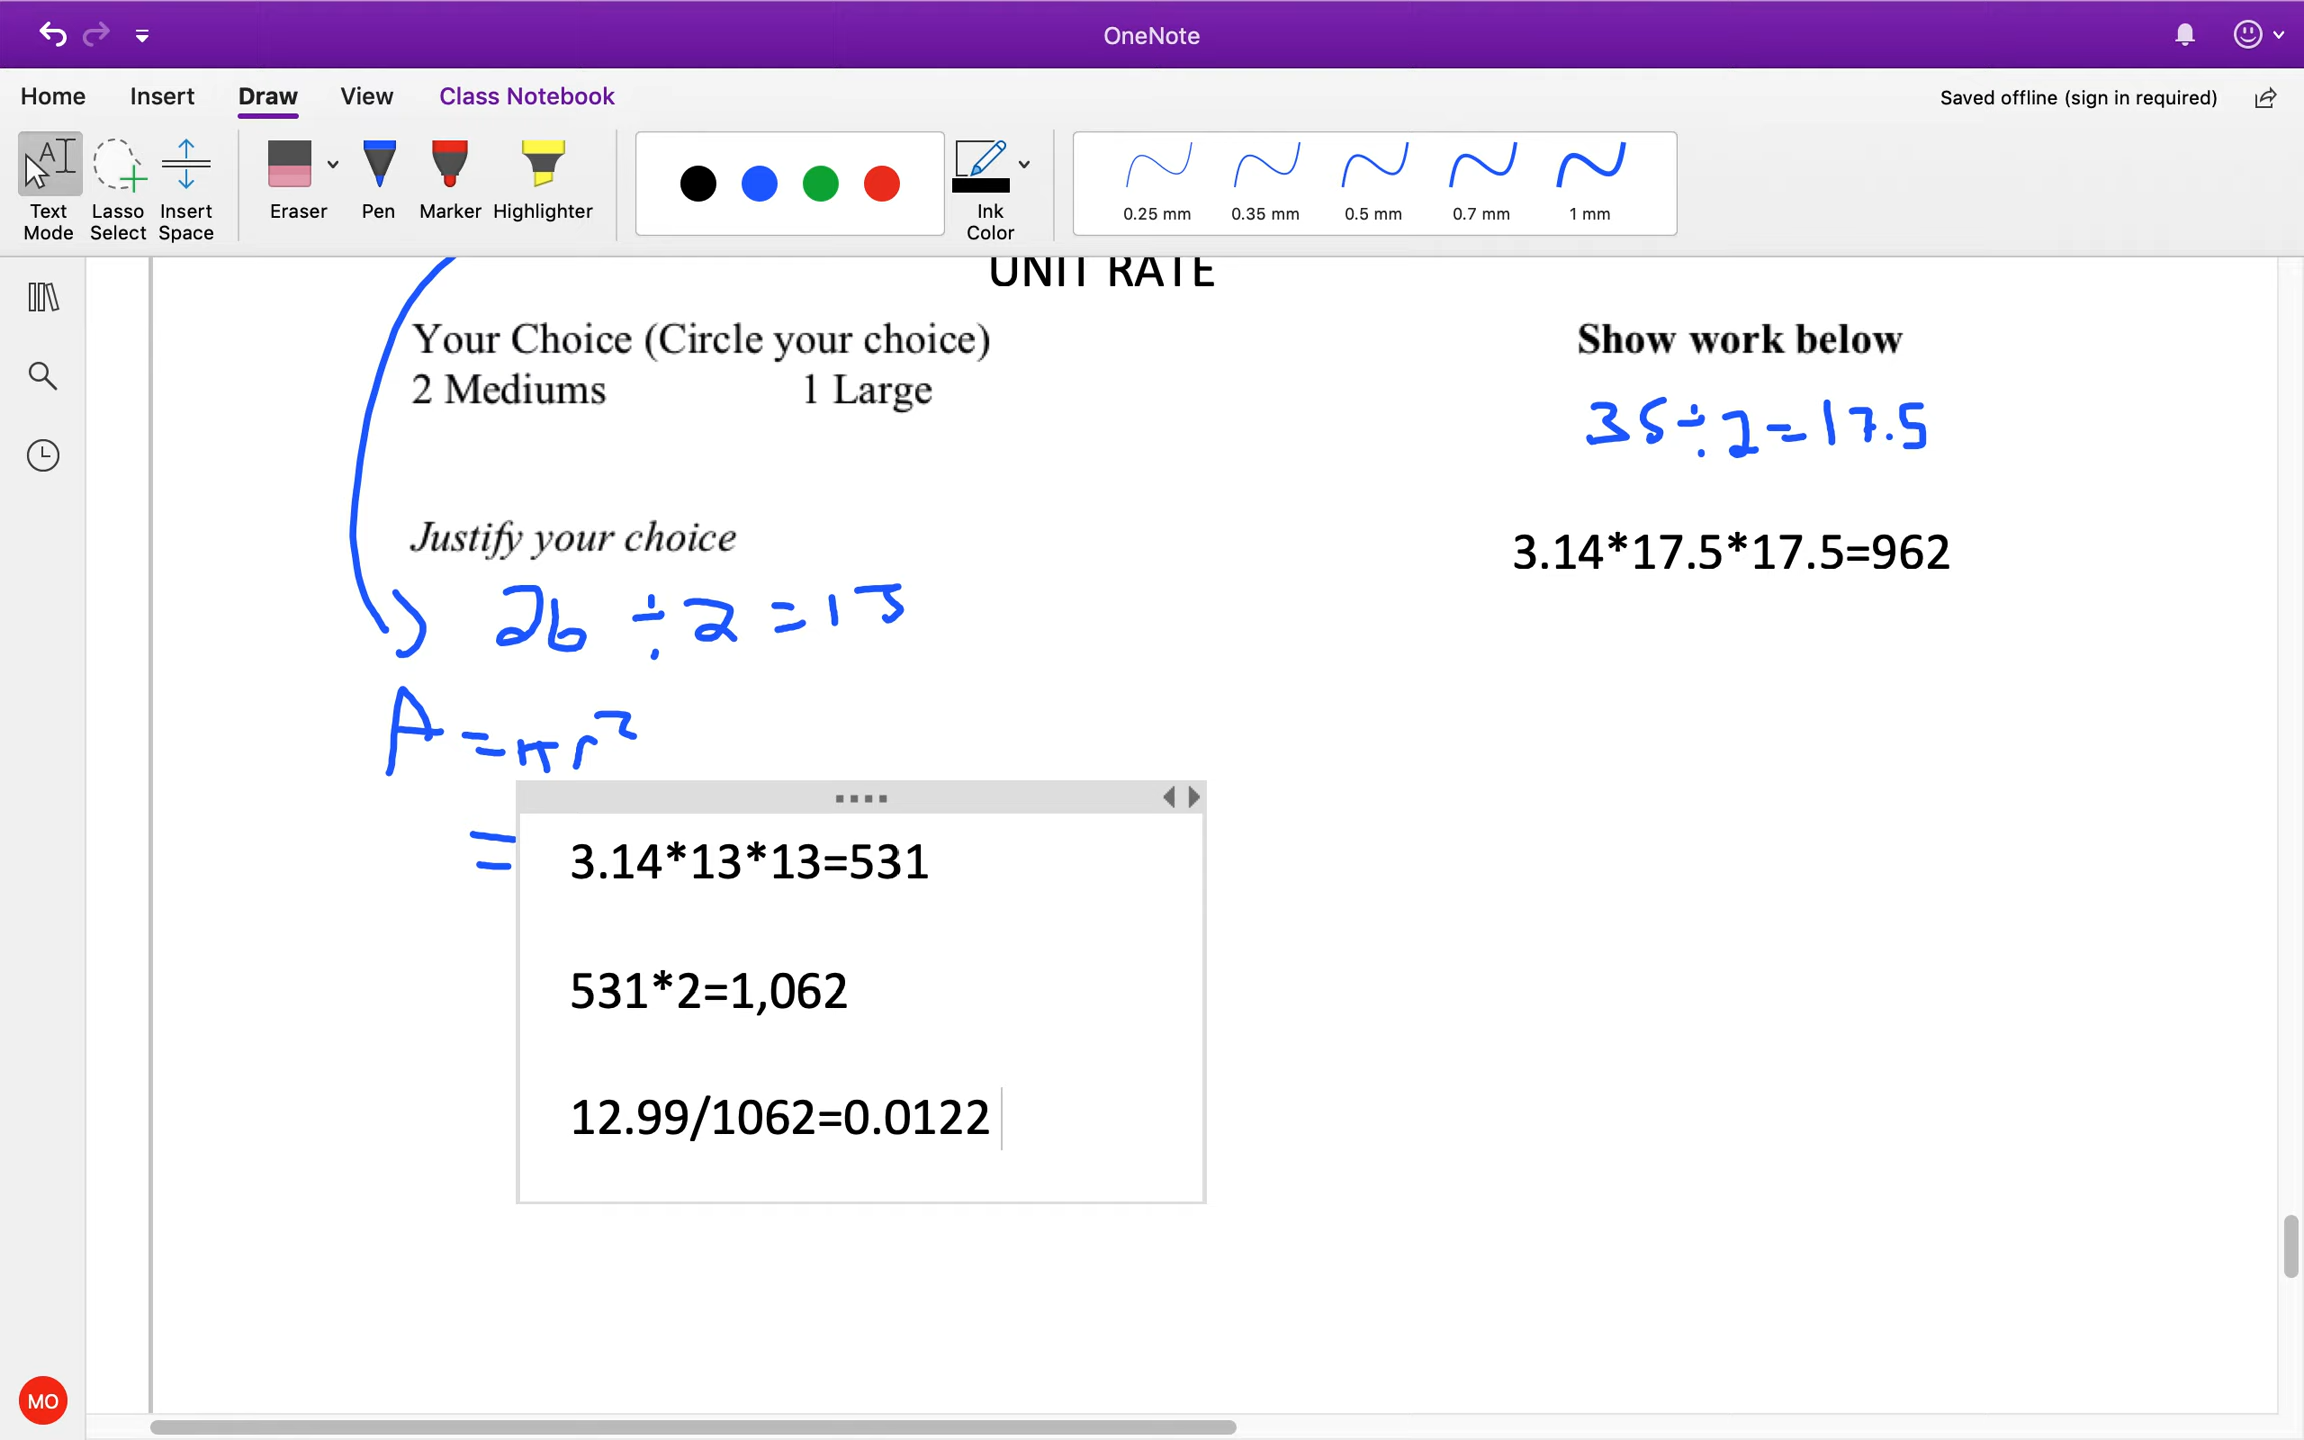 OneNote
Home Insert Draw View Class Notebook
Saved offline (sign in required)
Text Mode
Lasso Select
Insert Space
Eraser
Pen
Marker
Highlighter
Ink Color
0.25 mm
0.35 mm
0.5 mm
0.7 mm
1 mm
UNIT RATE
Your Choice (Circle your choice)
2 Mediums 1 Large
Justify your choice
26 ÷ 2 = 13
A = πr²
=
3.14*13*13=531
531*2=1,062
12.99/1062=0.0122
Show work below
35÷2=17.5
3.14*17.5*17.5=962
MO